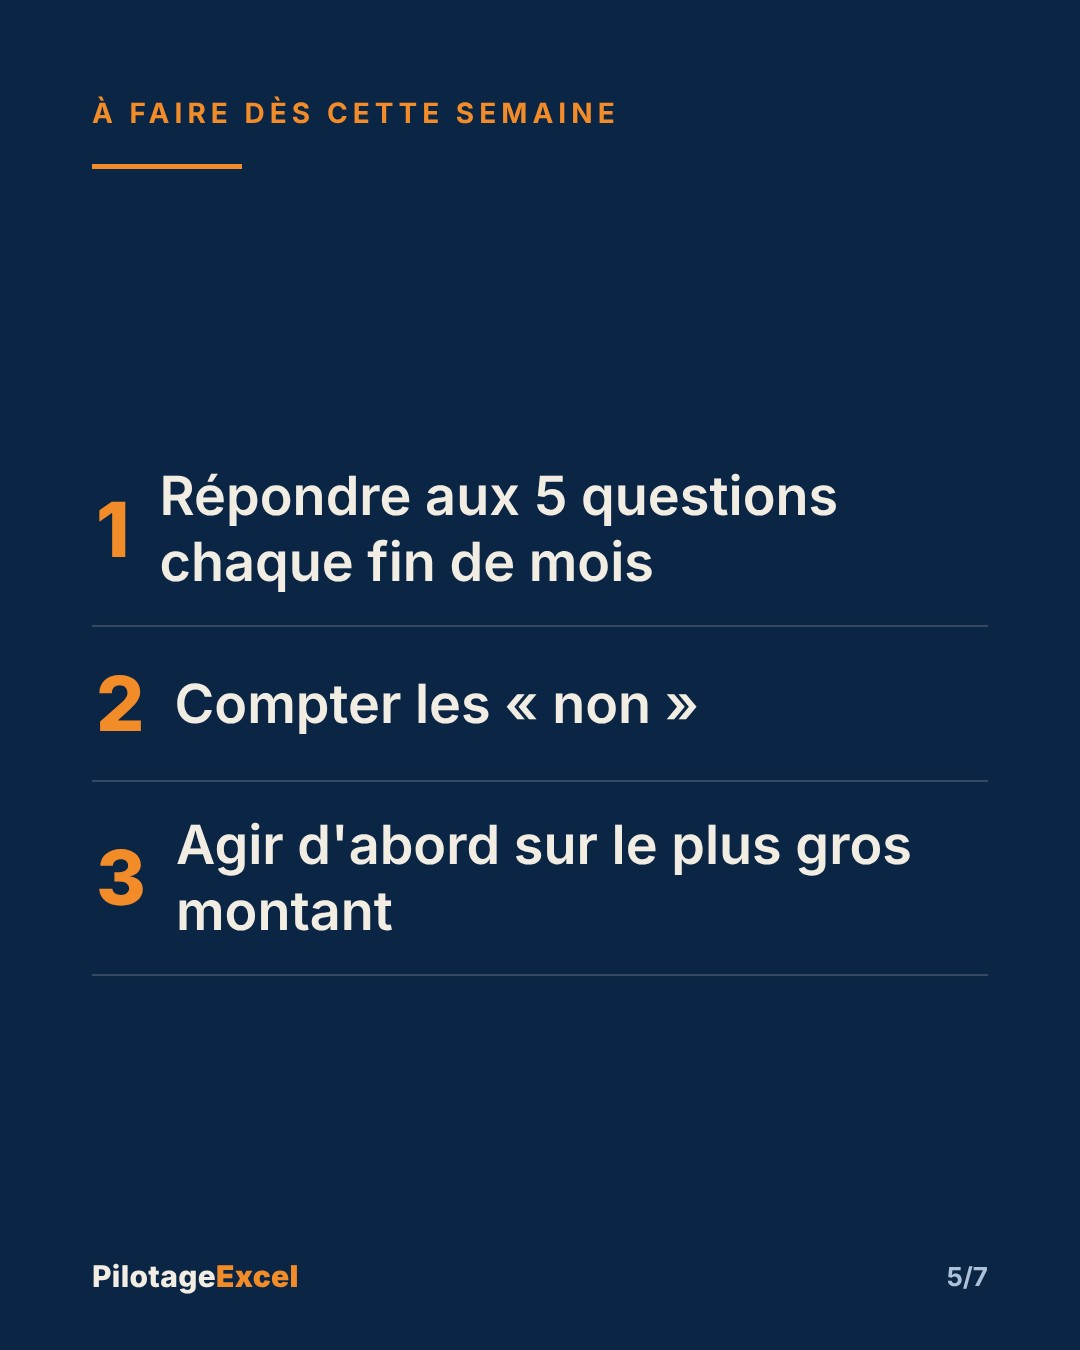 À FAIRE DÈS CETTE SEMAINE
1 Répondre aux 5 questions
chaque fin de mois
2 Compter les « non »
3 Agir d'abord sur le plus gros
montant
PilotageExcel
5/7